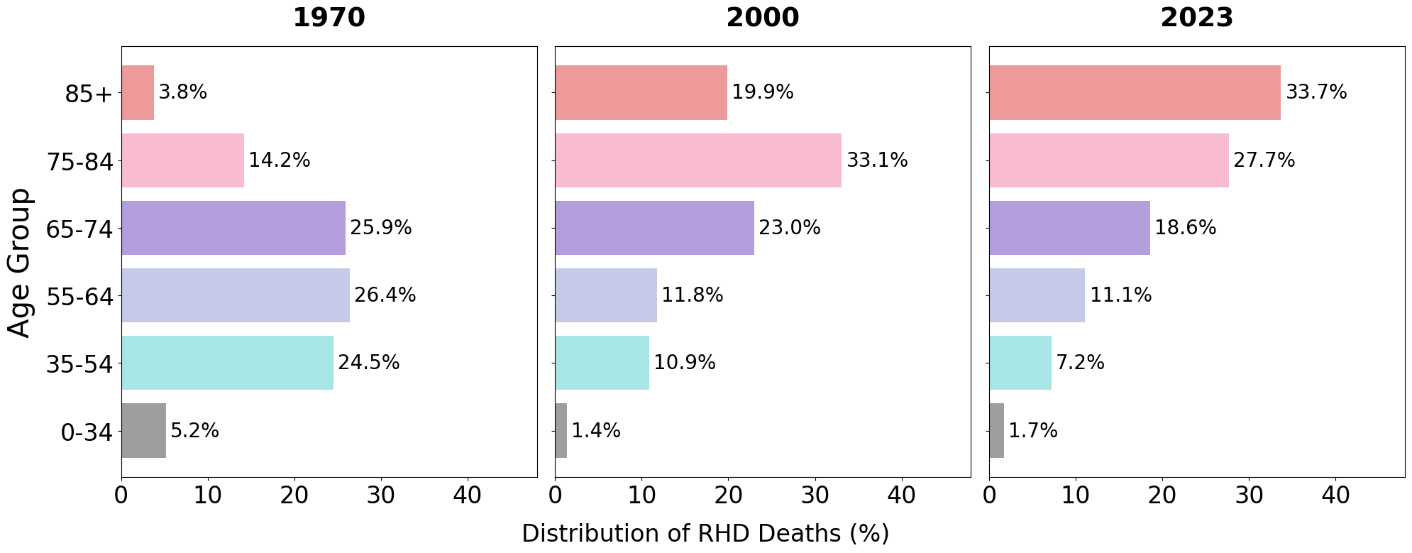 1970 2000 2023
Age Group
85+ 3.8% 19.9% 33.7%
75-84 14.2% 33.1% 27.7%
65-74 25.9% 23.0% 18.6%
55-64 26.4% 11.8% 11.1%
35-54 24.5% 10.9% 7.2%
0-34 5.2% 1.4% 1.7%
0 10 20 30 40 0 10 20 30 40 0 10 20 30 40
Distribution of RHD Deaths (%)